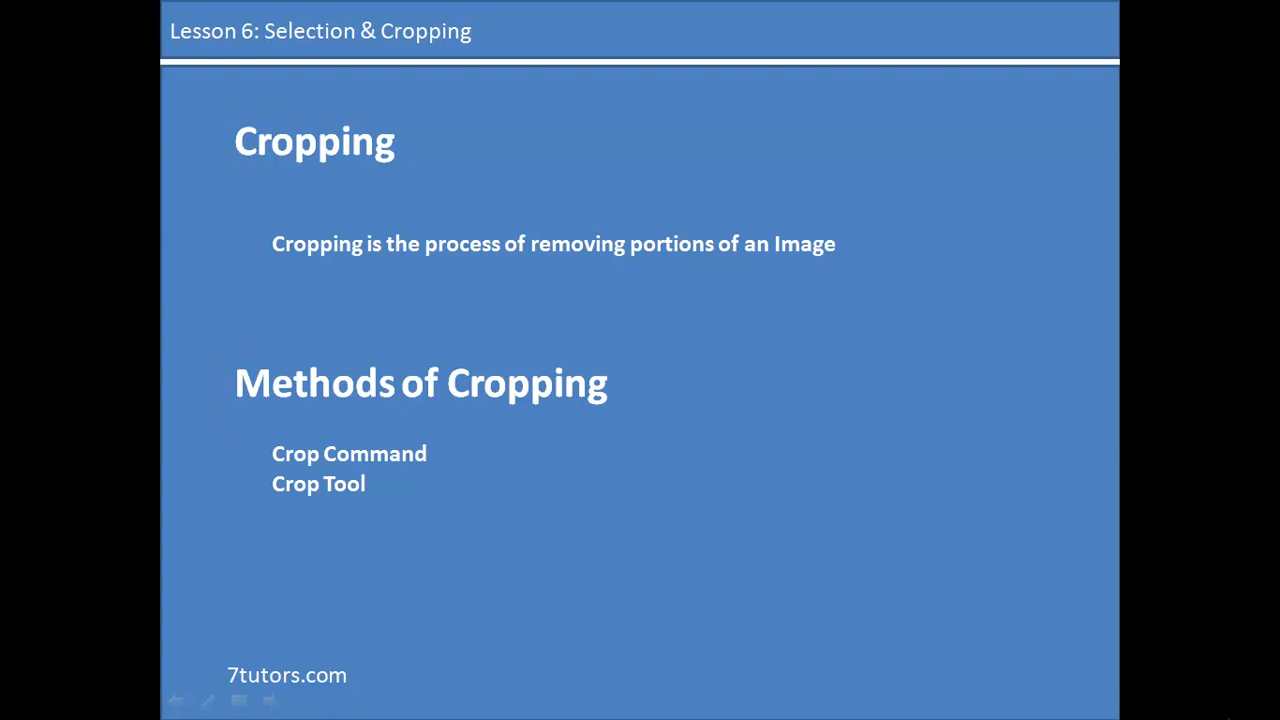 Lesson 6: Selection & Cropping
Cropping
Cropping is the process of removing portions of an Image
Methods of Cropping
Crop Command
Crop Tool
7tutors.com